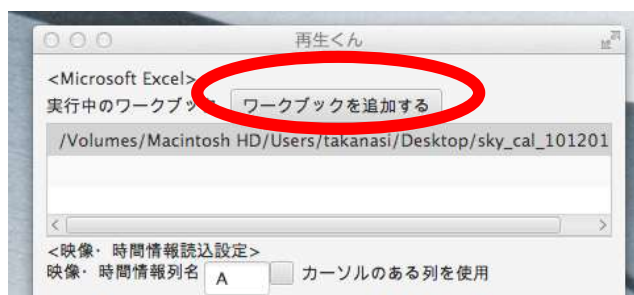 再生くん
<Microsoft Excel>
実行中のワークブック ワークブックを追加する
/Volumes/Macintosh HD/Users/takanasi/Desktop/sky_cal_101201
<映像・時間情報読込設定>
映像・時間情報列名 A カーソルのある列を使用